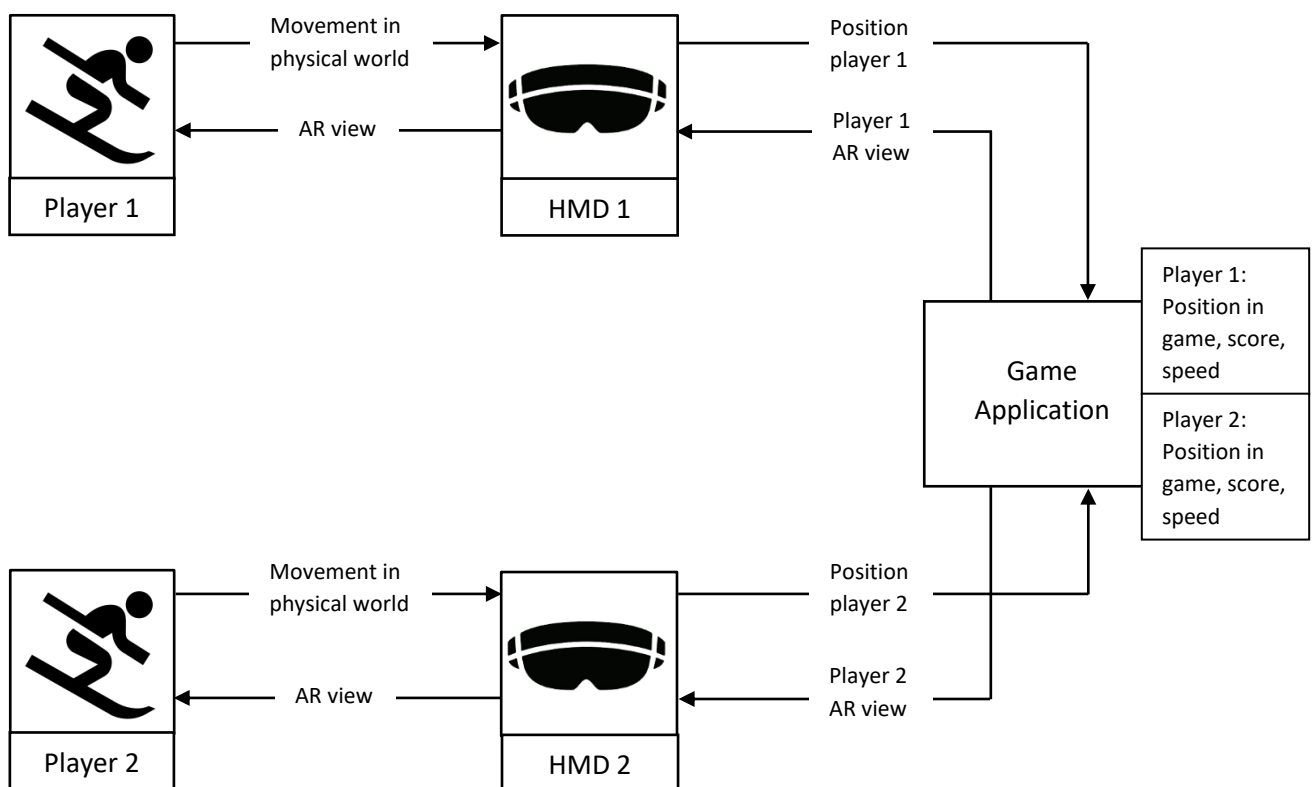 Movement in
physical world
AR view
Player 1
HMD 1
Position
player 1
Player 1
AR view
Game
Application
Player 1:
Position in
game, score,
speed
Player 2:
Position in
game, score,
speed
Movement in
physical world
AR view
Player 2
HMD 2
Position
player 2
Player 2
AR view